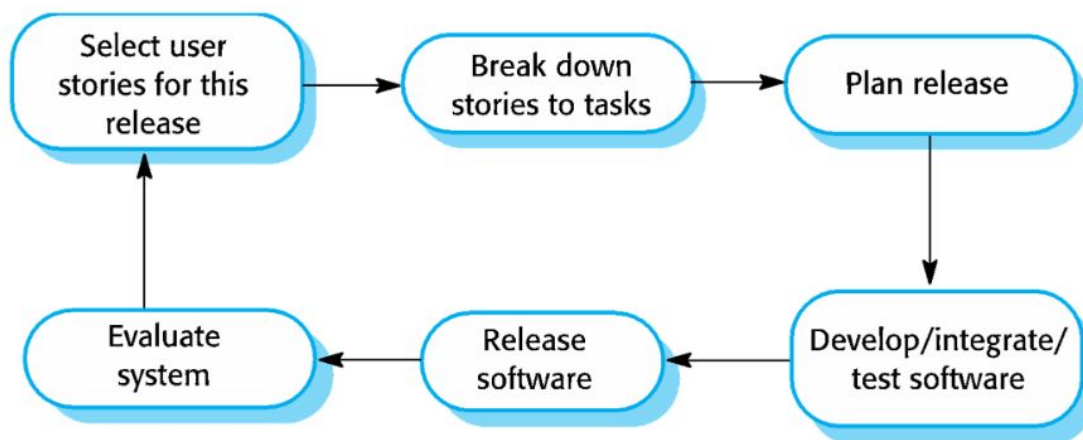 Select user
stories for this
release
Break down
stories to tasks
Plan release
Develop/integrate/
test software
Release
software
Evaluate
system